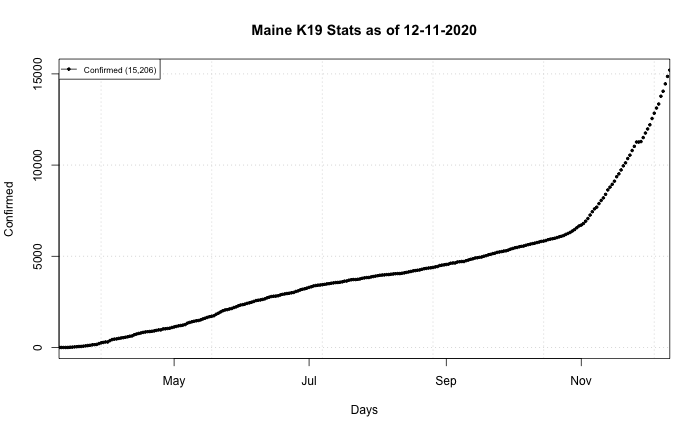 Maine K19 Stats as of 12-11-2020
Confirmed (15,206)
15000
10000
5000
0
Confirmed
May
Jul
Sep
Nov
Days